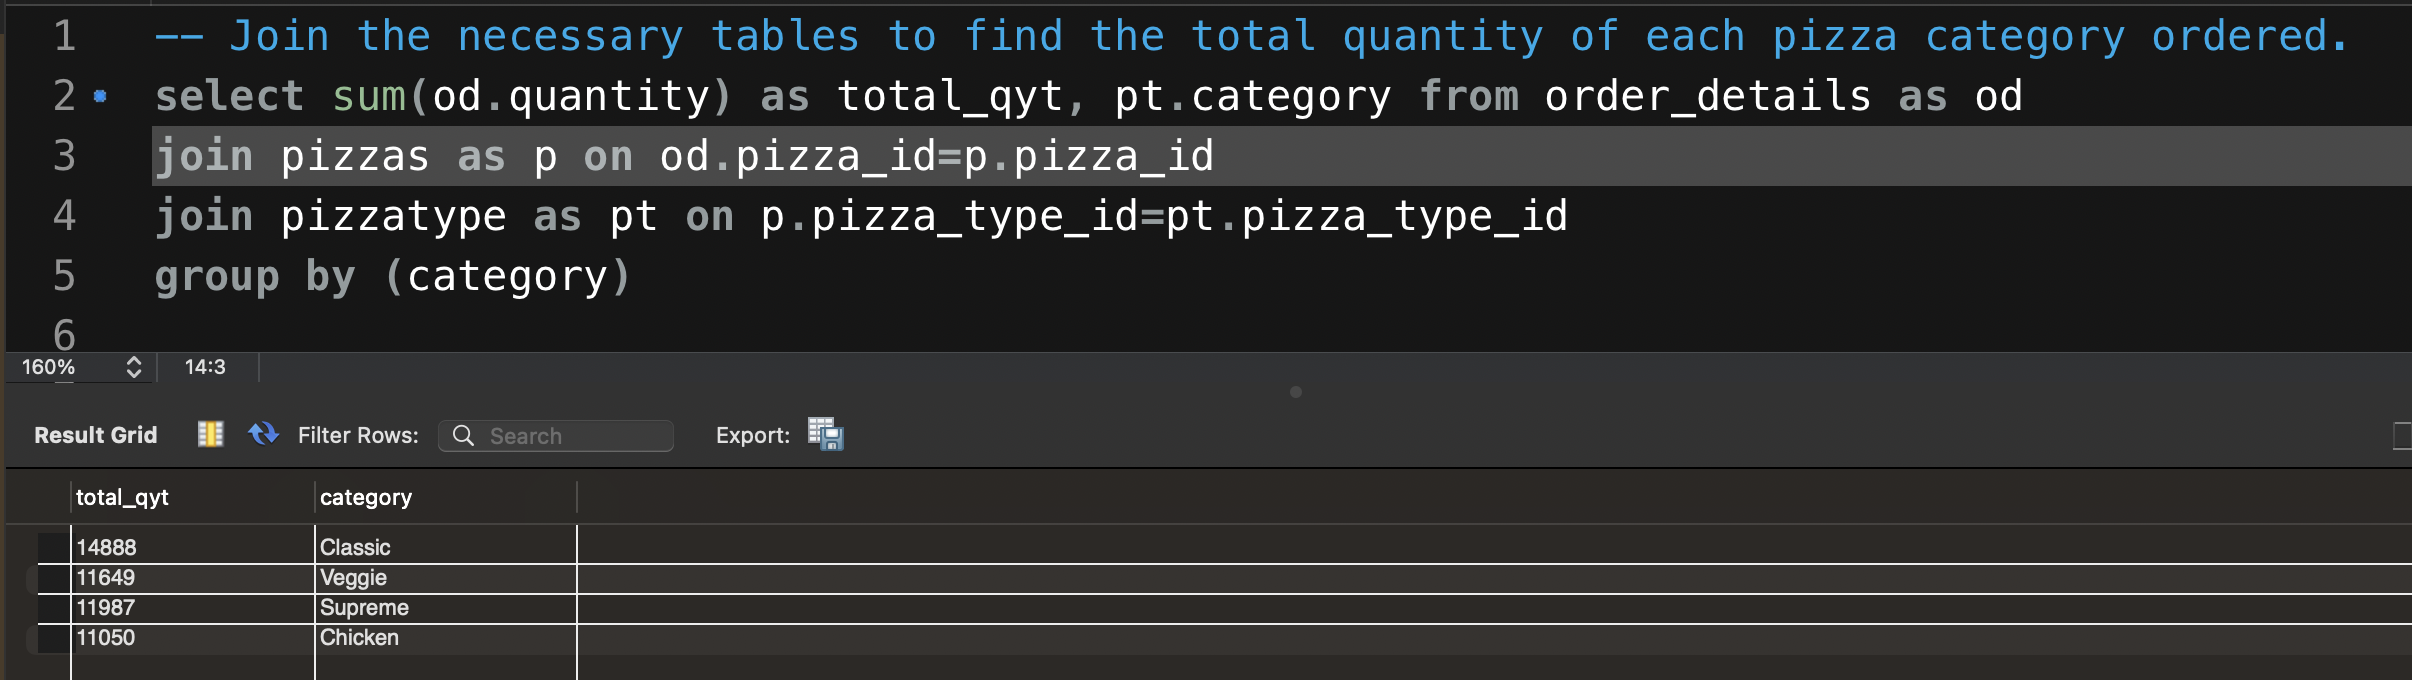 1 -- Join the necessary tables to find the total quantity of each pizza category ordered.
2 select sum(od.quantity) as total_qyt, pt.category from order_details as od
3 join pizzas as p on od.pizza_id=p.pizza_id
4 join pizzatype as pt on p.pizza_type_id=pt.pizza_type_id
5 group by (category)
6
160% 14:3
Result Grid Filter Rows: Search Export:
total_qyt category
14888 Classic
11649 Veggie
11987 Supreme
11050 Chicken